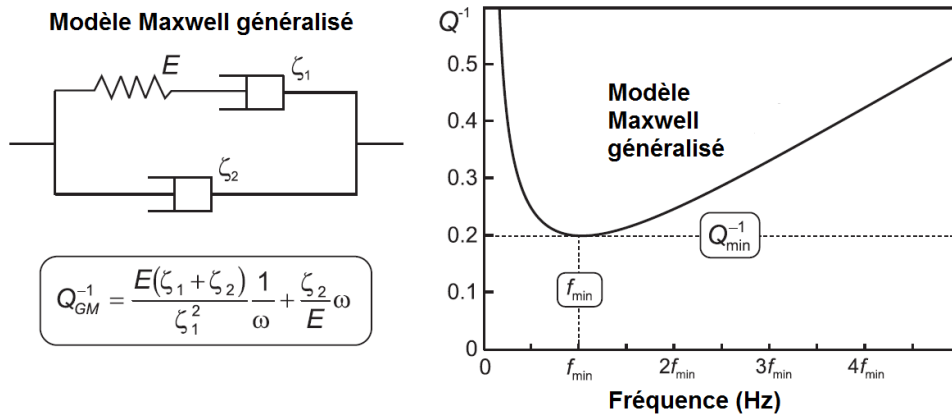 Modèle Maxwell généralisé
E
ζ1
ζ2
Q_GM^-1 = E(ζ1 + ζ2)/ζ1^2 1/ω + ζ2/E ω
Q^-1
0.5
0.4
0.3
0.2
0.1
0
Modèle
Maxwell
généralisé
Q_min^-1
f_min
0 f_min 2f_min 3f_min 4f_min
Fréquence (Hz)